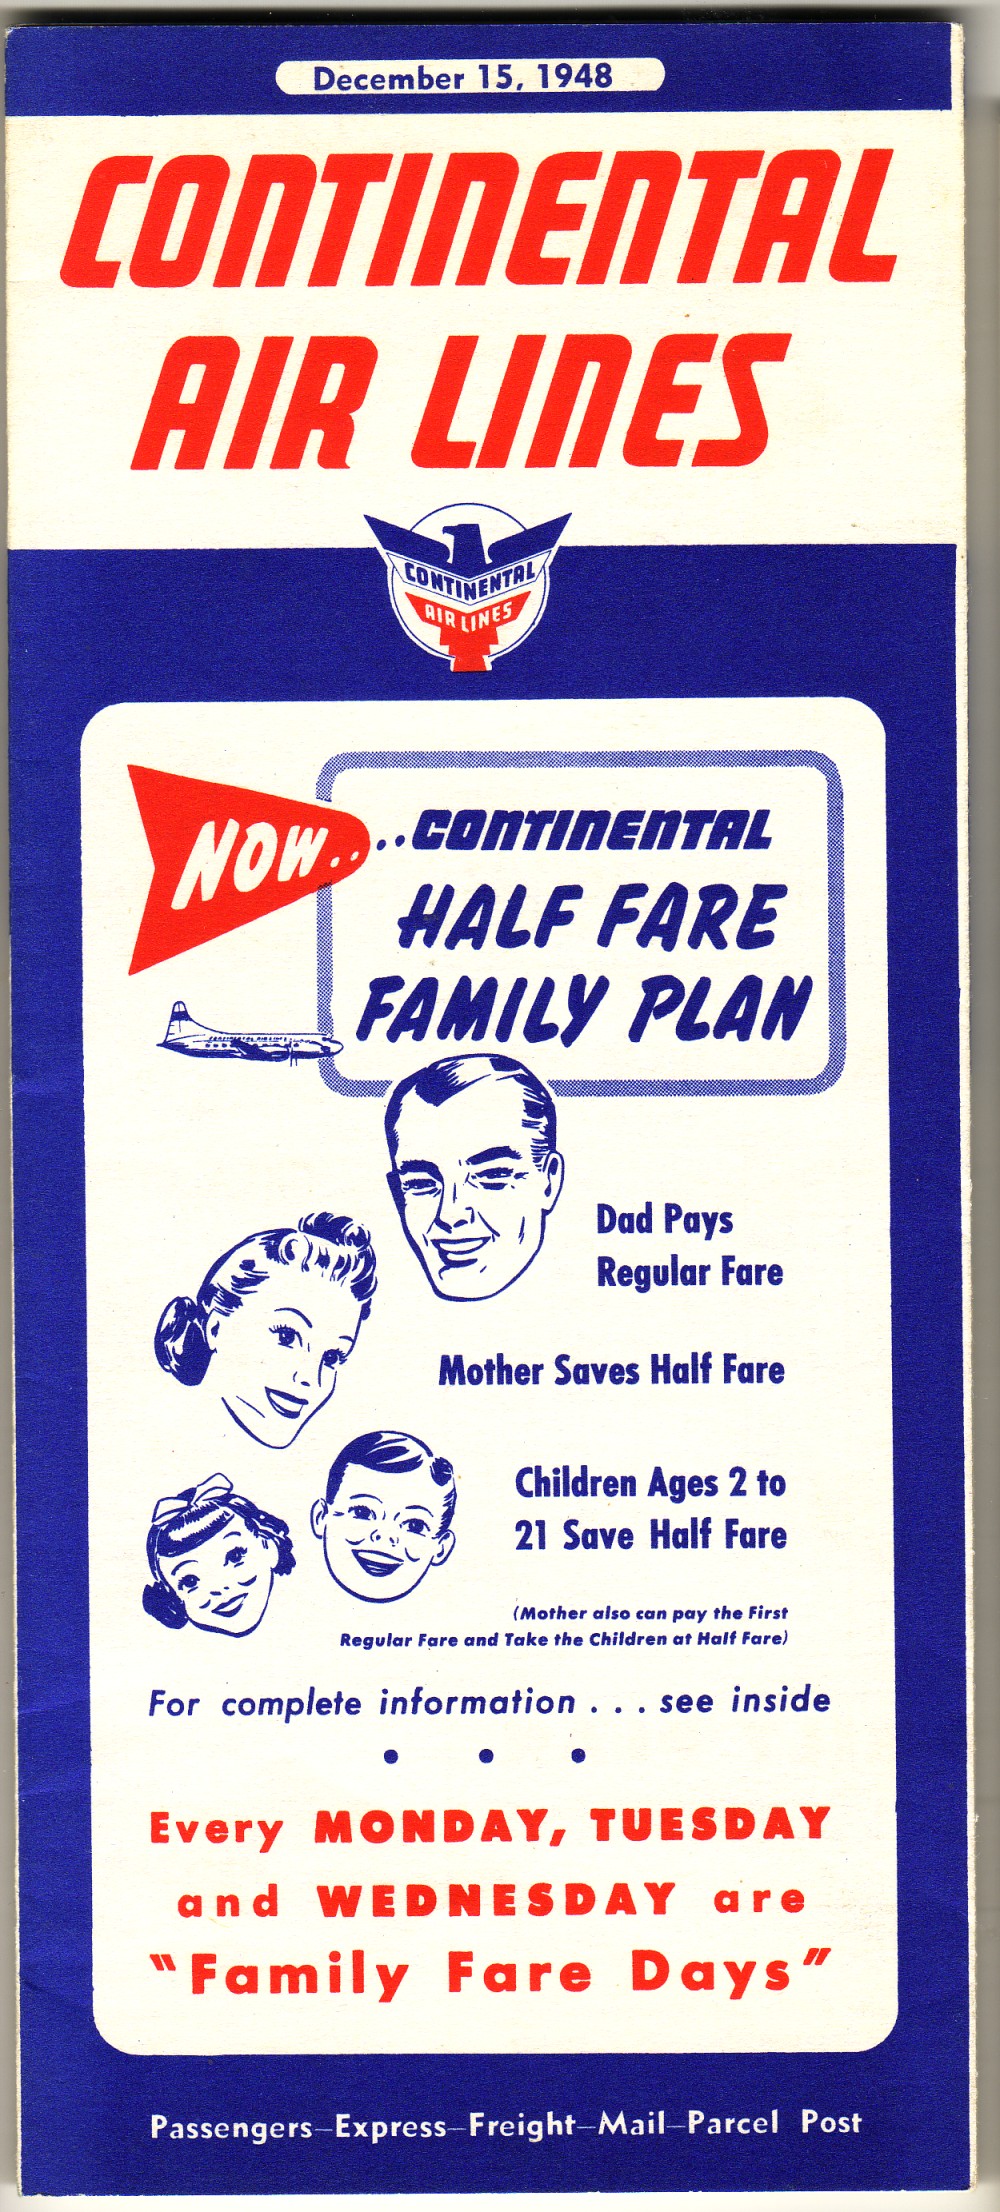 December 15, 1948
CONTINENTAL
AIR LINES
CONTINENTAL
AIR LINES
NOW..
..CONTINENTAL
HALF FARE
FAMILY PLAN
CONTINENTAL AIR LINES
Dad Pays
Regular Fare
Mother Saves Half Fare
Children Ages 2 to
21 Save Half Fare
(Mother also can pay the First
Regular Fare and Take the Children at Half Fare)
For complete information . . . see inside
• • •
Every MONDAY, TUESDAY
and WEDNESDAY are
"Family Fare Days"
Passengers—Express—Freight—Mail—Parcel Post